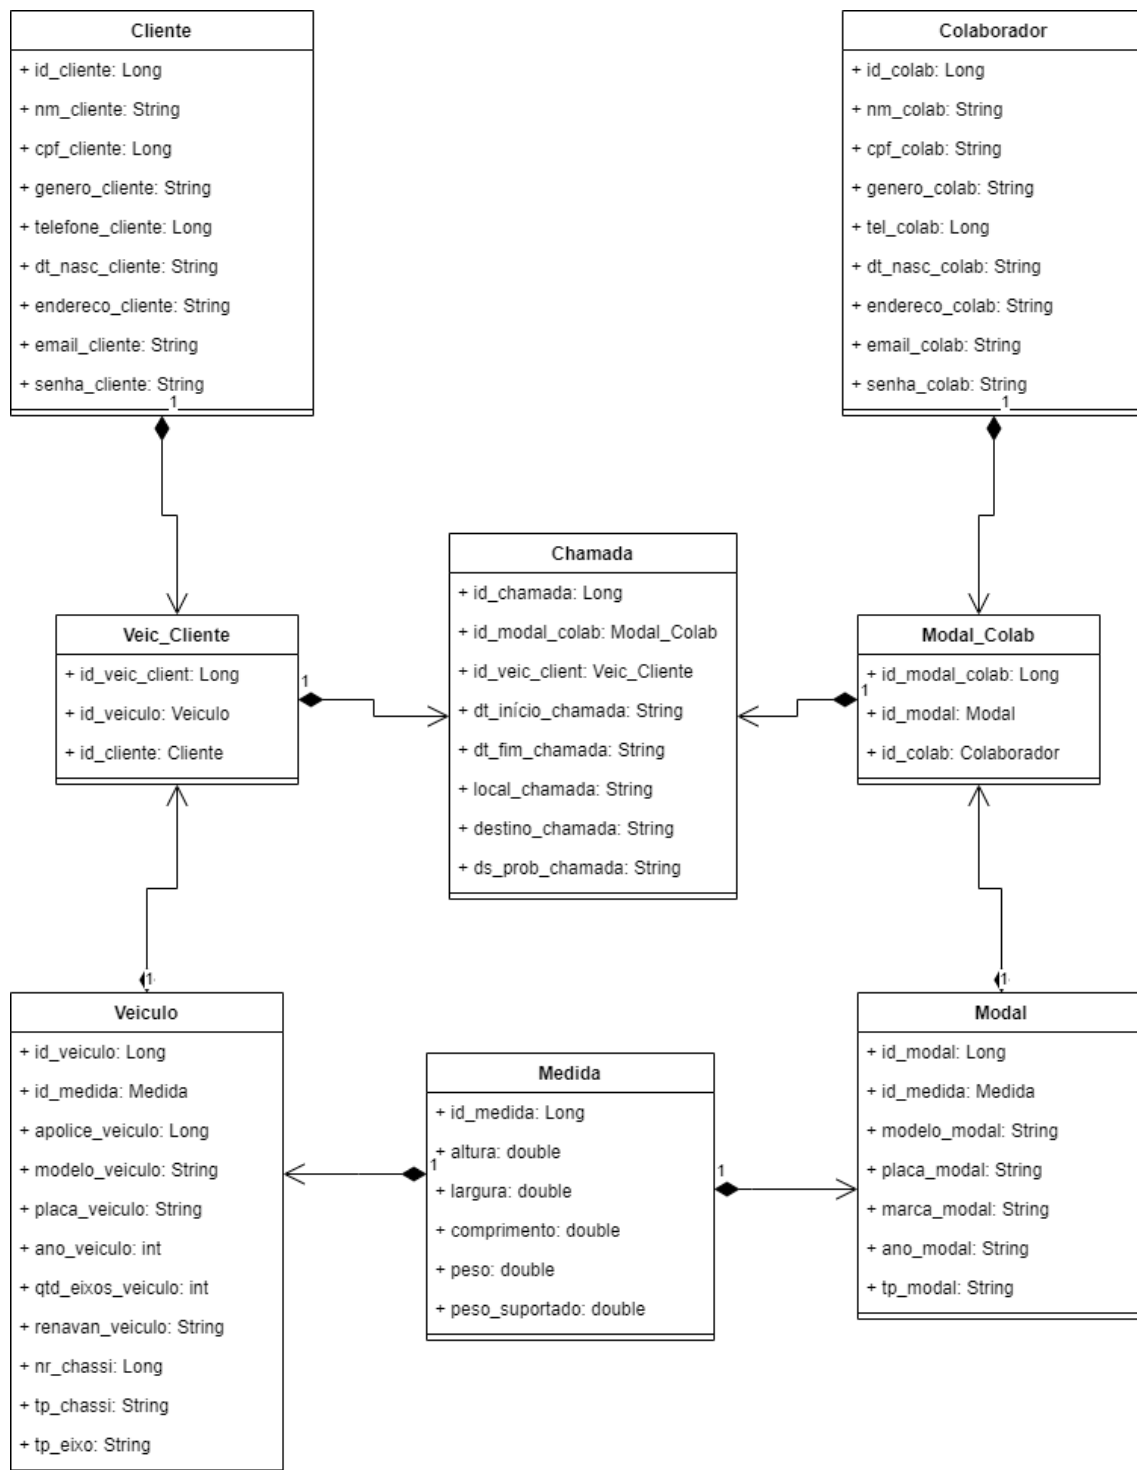 Cliente
+ id_cliente: Long
+ nm_cliente: String
+ cpf_cliente: Long
+ genero_cliente: String
+ telefone_cliente: Long
+ dt_nasc_cliente: String
+ endereco_cliente: String
+ email_cliente: String
+ senha_cliente: String
1
Colaborador
+ id_colab: Long
+ nm_colab: String
+ cpf_colab: String
+ genero_colab: String
+ tel_colab: Long
+ dt_nasc_colab: String
+ endereco_colab: String
+ email_colab: String
+ senha_colab: String
1
Veic_Cliente
+ id_veic_client: Long
+ id_veiculo: Veiculo
+ id_cliente: Cliente
1
Chamada
+ id_chamada: Long
+ id_modal_colab: Modal_Colab
+ id_veic_client: Veic_Cliente
+ dt_início_chamada: String
+ dt_fim_chamada: String
+ local_chamada: String
+ destino_chamada: String
+ ds_prob_chamada: String
Modal_Colab
+ id_modal_colab: Long
+ id_modal: Modal
+ id_colab: Colaborador
1
1
Veiculo
+ id_veiculo: Long
+ id_medida: Medida
+ apolice_veiculo: Long
+ modelo_veiculo: String
+ placa_veiculo: String
+ ano_veiculo: int
+ qtd_eixos_veiculo: int
+ renavan_veiculo: String
+ nr_chassi: Long
+ tp_chassi: String
+ tp_eixo: String
Medida
+ id_medida: Long
+ altura: double
+ largura: double
+ comprimento: double
+ peso: double
+ peso_suportado: double
1
1
1
Modal
+ id_modal: Long
+ id_medida: Medida
+ modelo_modal: String
+ placa_modal: String
+ marca_modal: String
+ ano_modal: String
+ tp_modal: String